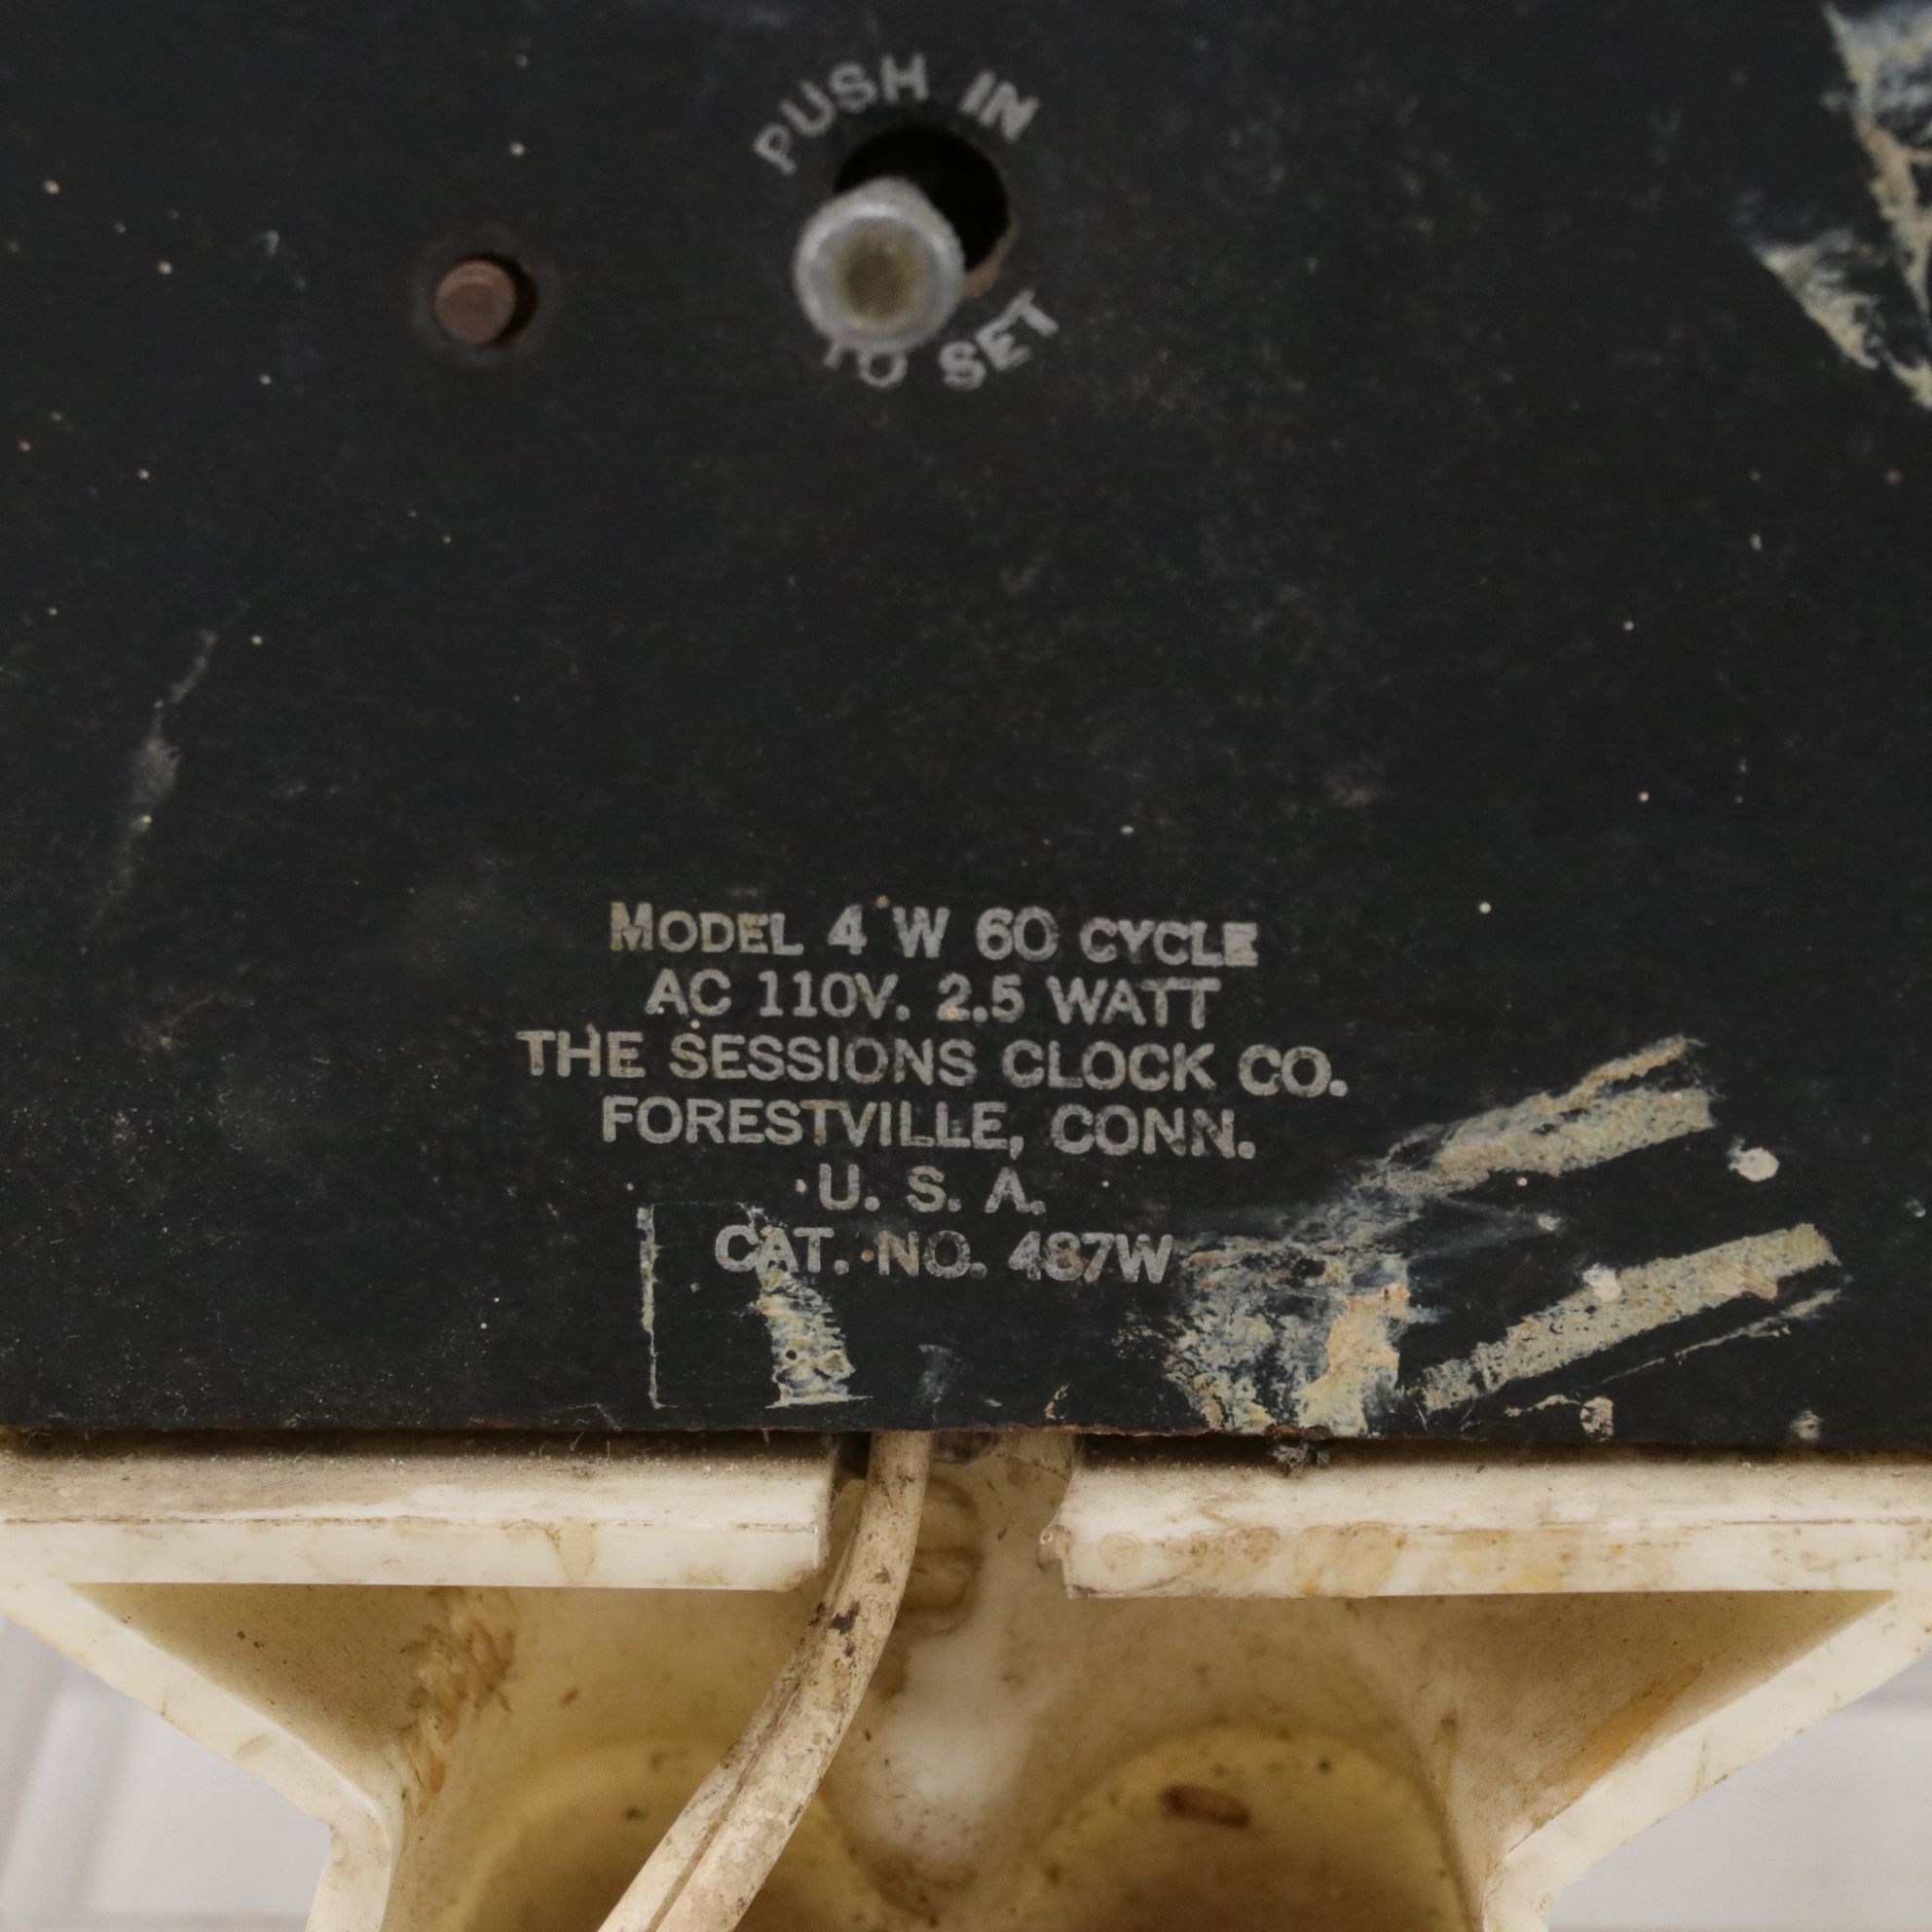 PUSH IN
TO SET
MODEL 4 W 60 CYCLE
AC 110V. 2.5 WATT
THE SESSIONS CLOCK CO.
FORESTVILLE, CONN.
U. S. A.
CAT. NO. 487W